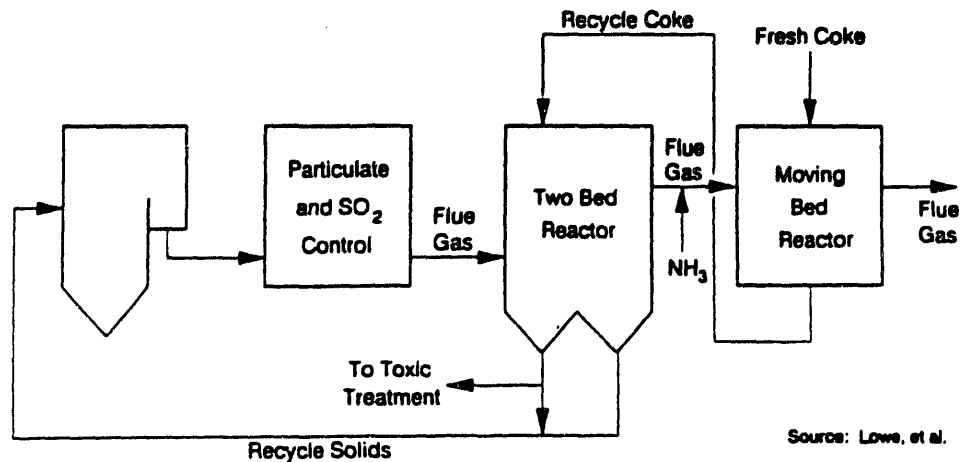 Recycle Coke
Fresh Coke
Particulate
and SO2
Control
Flue
Gas
Two Bed
Reactor
Flue
Gas
NH3
Moving
Bed
Reactor
Flue
Gas
To Toxic
Treatment
Recycle Solids
Source: Lowe, et al.